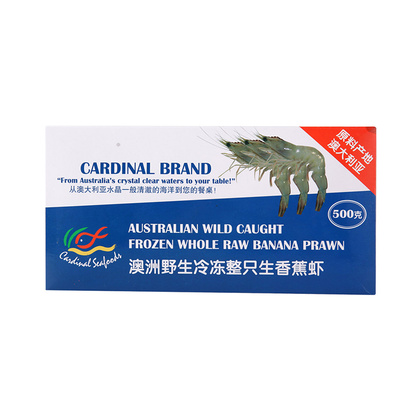 原料产地
澳大利亚
CARDINAL BRAND
"From Australia's crystal clear waters to your table!"
从澳大利亚水晶一般清澈的海洋到您的餐桌！
500克
AUSTRALIAN WILD CAUGHT
FROZEN WHOLE RAW BANANA PRAWN
Cardinal Seafoods
澳洲野生冷冻整只生香蕉虾